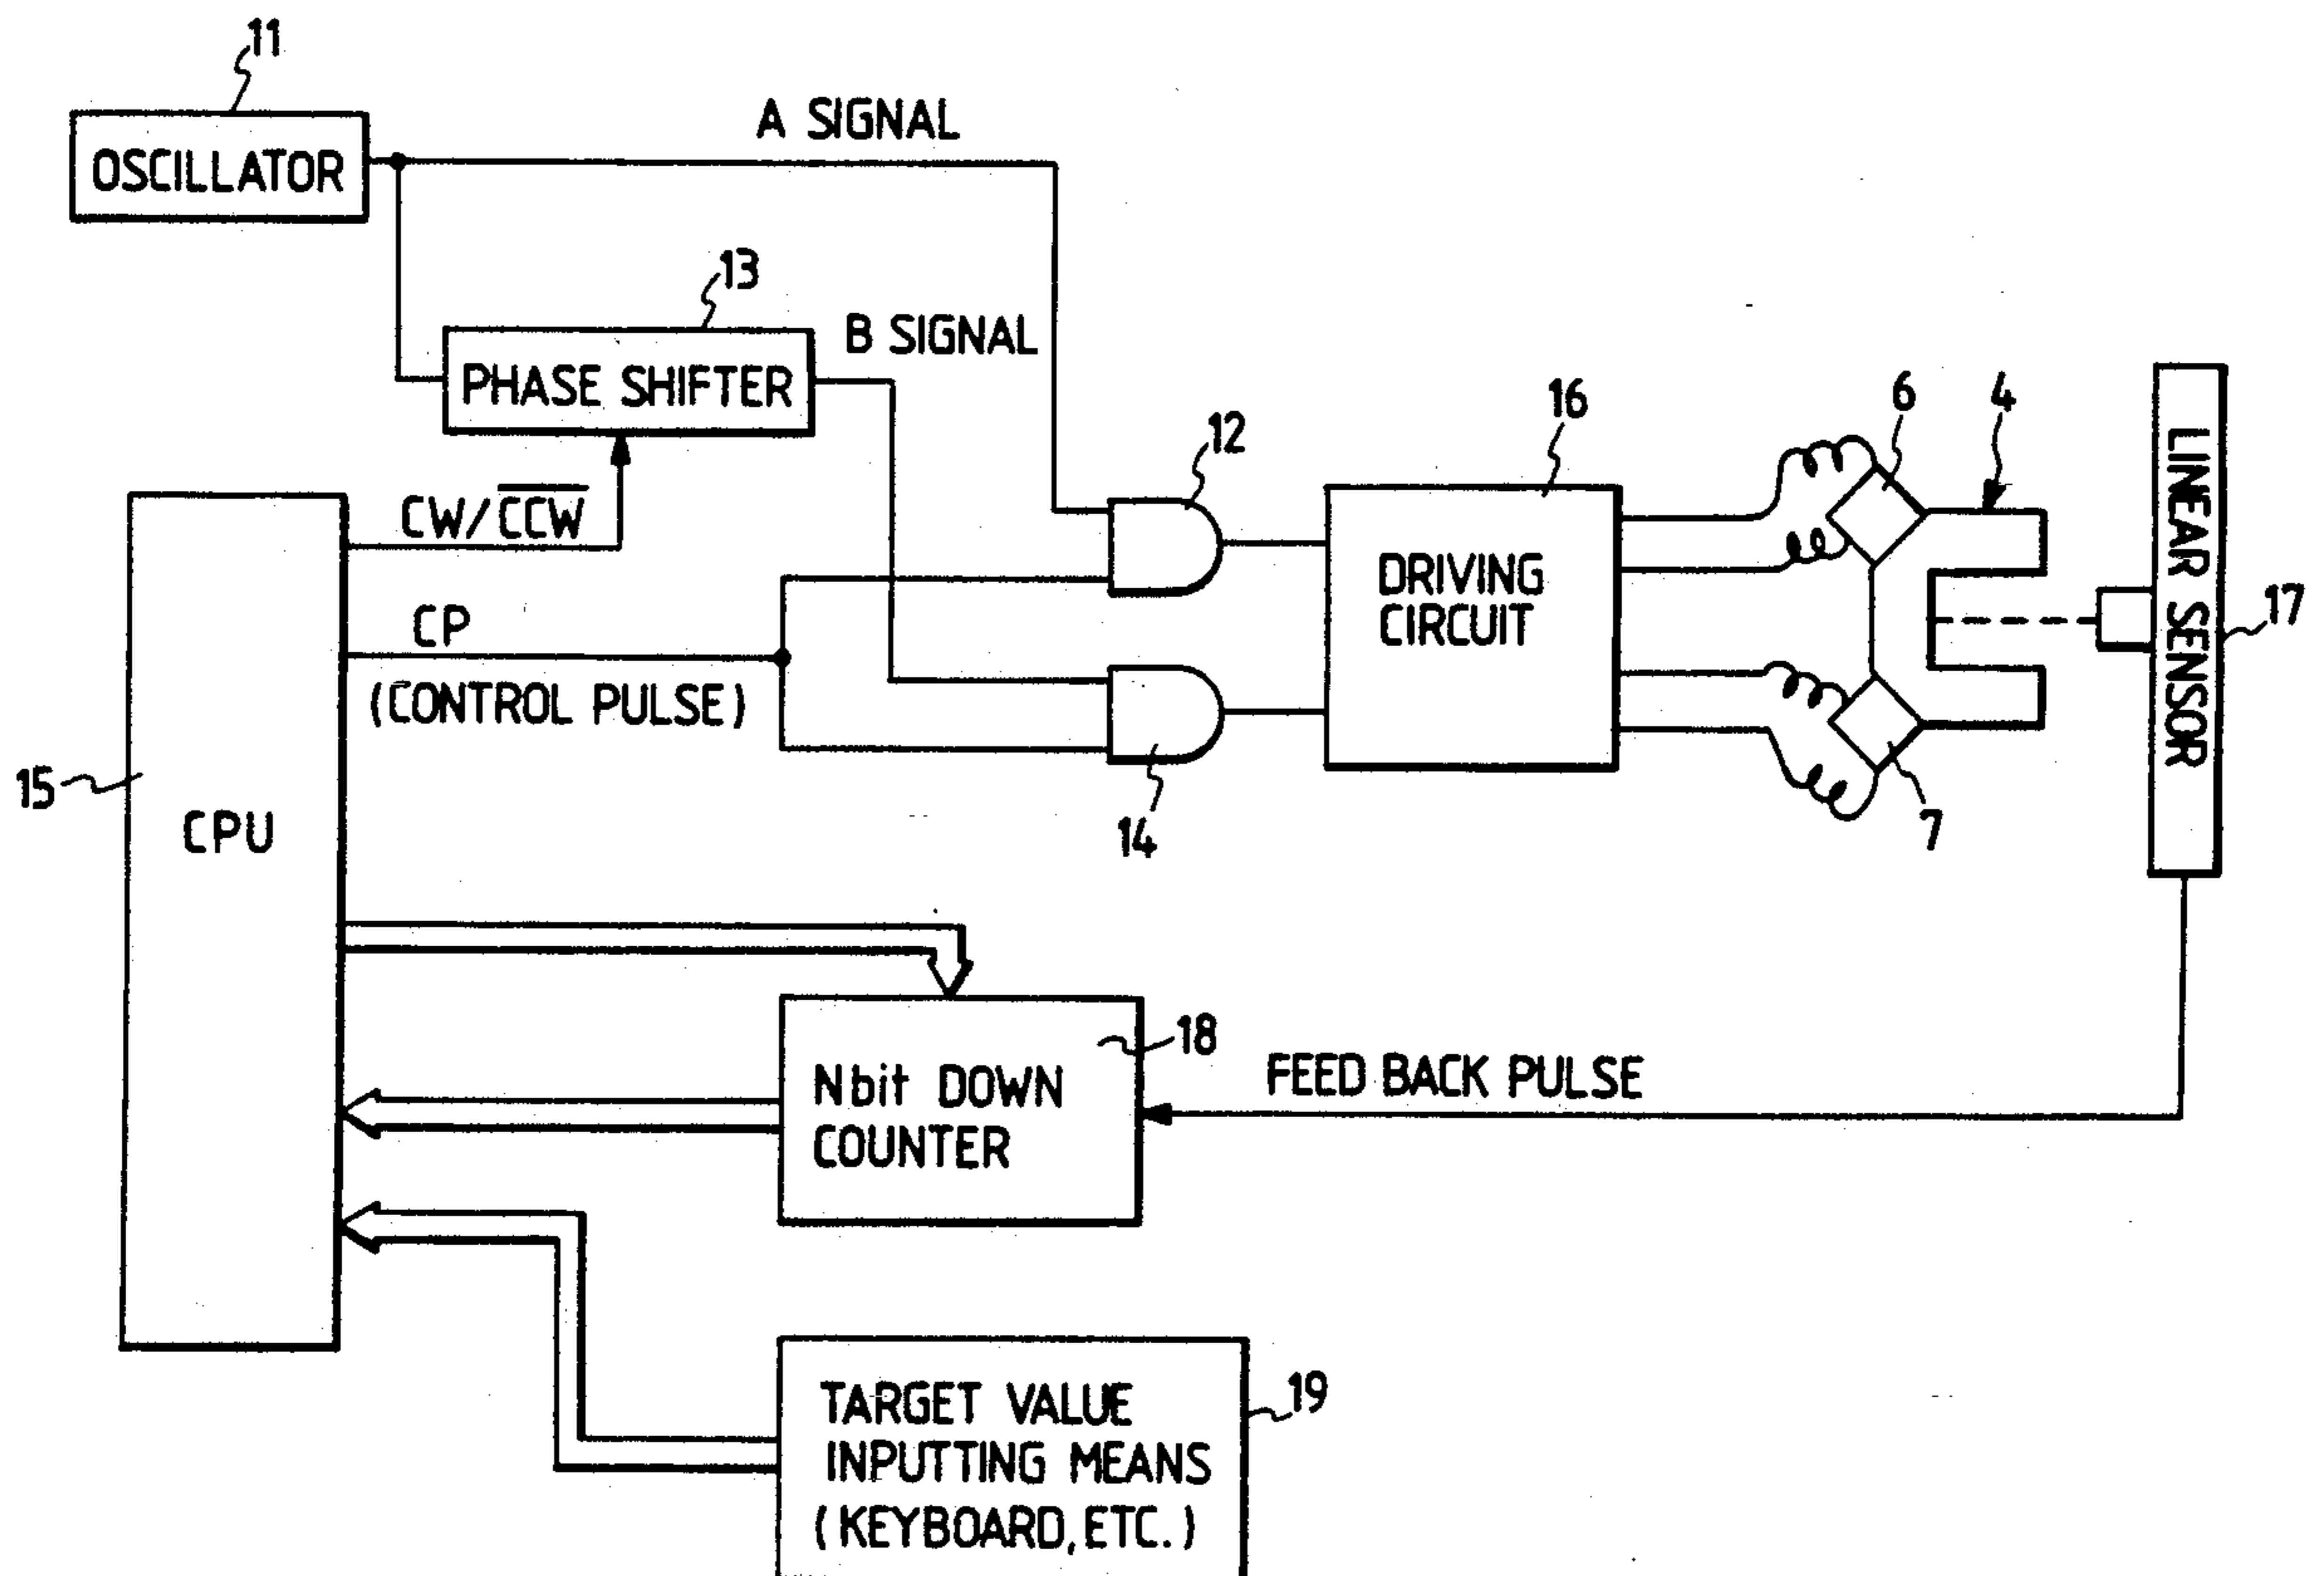 11
OSCILLATOR
A SIGNAL
13
PHASE SHIFTER
B SIGNAL
CW/C̅C̅W̅
CP
(CONTROL PULSE)
15
CPU
12
14
16
DRIVING
CIRCUIT
6
4
7
LINEAR SENSOR
17
18
Nbit DOWN
COUNTER
FEED BACK PULSE
19
TARGET VALUE
INPUTTING MEANS
(KEYBOARD, ETC.)